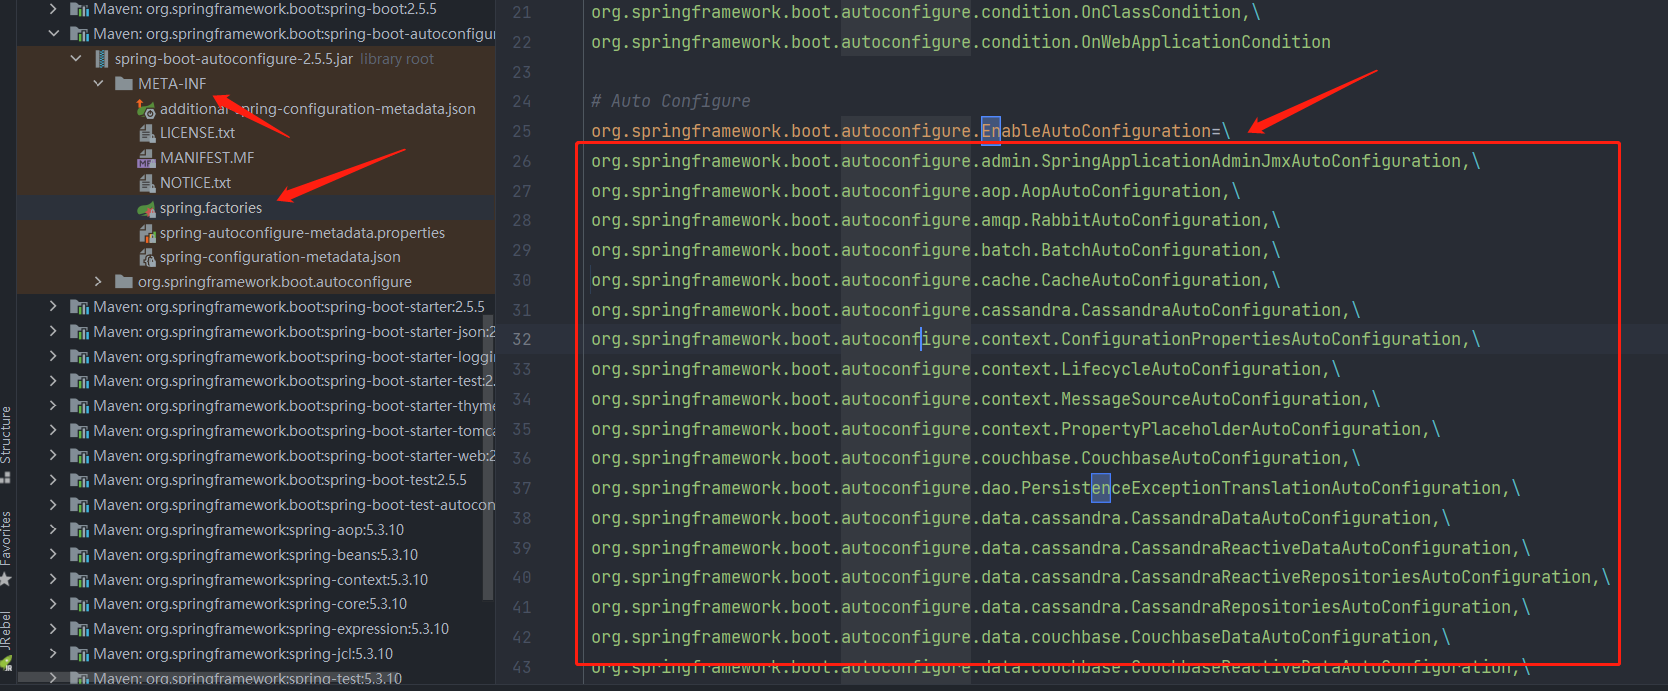 Maven: org.springframework.boot:spring-boot:2.5.5
Maven: org.springframework.boot:spring-boot-autoconfigur
spring-boot-autoconfigure-2.5.5.jar library root
META-INF
additional-spring-configuration-metadata.json
LICENSE.txt
MANIFEST.MF
NOTICE.txt
spring.factories
spring-autoconfigure-metadata.properties
spring-configuration-metadata.json
org.springframework.boot.autoconfigure
Maven: org.springframework.boot:spring-boot-starter:2.5.5
Maven: org.springframework.boot:spring-boot-starter-json:2
Maven: org.springframework.boot:spring-boot-starter-loggi
Maven: org.springframework.boot:spring-boot-starter-test:2.
Maven: org.springframework.boot:spring-boot-starter-thyme
Maven: org.springframework.boot:spring-boot-starter-tomca
Maven: org.springframework.boot:spring-boot-starter-web:2
Maven: org.springframework.boot:spring-boot-test:2.5.5
Maven: org.springframework.boot:spring-boot-test-autocon
Maven: org.springframework:spring-aop:5.3.10
Maven: org.springframework:spring-beans:5.3.10
Maven: org.springframework:spring-context:5.3.10
Maven: org.springframework:spring-core:5.3.10
Maven: org.springframework:spring-expression:5.3.10
Maven: org.springframework:spring-jcl:5.3.10
Maven: org.springframework:spring-test:5.3.10
Structure
Favorites
JRebel
21 org.springframework.boot.autoconfigure.condition.OnClassCondition,\
22 org.springframework.boot.autoconfigure.condition.OnWebApplicationCondition
23
24 # Auto Configure
25 org.springframework.boot.autoconfigure.EnableAutoConfiguration=\
26 org.springframework.boot.autoconfigure.admin.SpringApplicationAdminJmxAutoConfiguration,\
27 org.springframework.boot.autoconfigure.aop.AopAutoConfiguration,\
28 org.springframework.boot.autoconfigure.amqp.RabbitAutoConfiguration,\
29 org.springframework.boot.autoconfigure.batch.BatchAutoConfiguration,\
30 org.springframework.boot.autoconfigure.cache.CacheAutoConfiguration,\
31 org.springframework.boot.autoconfigure.cassandra.CassandraAutoConfiguration,\
32 org.springframework.boot.autoconfigure.context.ConfigurationPropertiesAutoConfiguration,\
33 org.springframework.boot.autoconfigure.context.LifecycleAutoConfiguration,\
34 org.springframework.boot.autoconfigure.context.MessageSourceAutoConfiguration,\
35 org.springframework.boot.autoconfigure.context.PropertyPlaceholderAutoConfiguration,\
36 org.springframework.boot.autoconfigure.couchbase.CouchbaseAutoConfiguration,\
37 org.springframework.boot.autoconfigure.dao.PersistenceExceptionTranslationAutoConfiguration,\
38 org.springframework.boot.autoconfigure.data.cassandra.CassandraDataAutoConfiguration,\
39 org.springframework.boot.autoconfigure.data.cassandra.CassandraReactiveDataAutoConfiguration,\
40 org.springframework.boot.autoconfigure.data.cassandra.CassandraReactiveRepositoriesAutoConfiguration,\
41 org.springframework.boot.autoconfigure.data.cassandra.CassandraRepositoriesAutoConfiguration,\
42 org.springframework.boot.autoconfigure.data.couchbase.CouchbaseDataAutoConfiguration,\
43 org.springframework.boot.autoconfigure.data.couchbase.CouchbaseReactiveDataAutoConfiguration,\